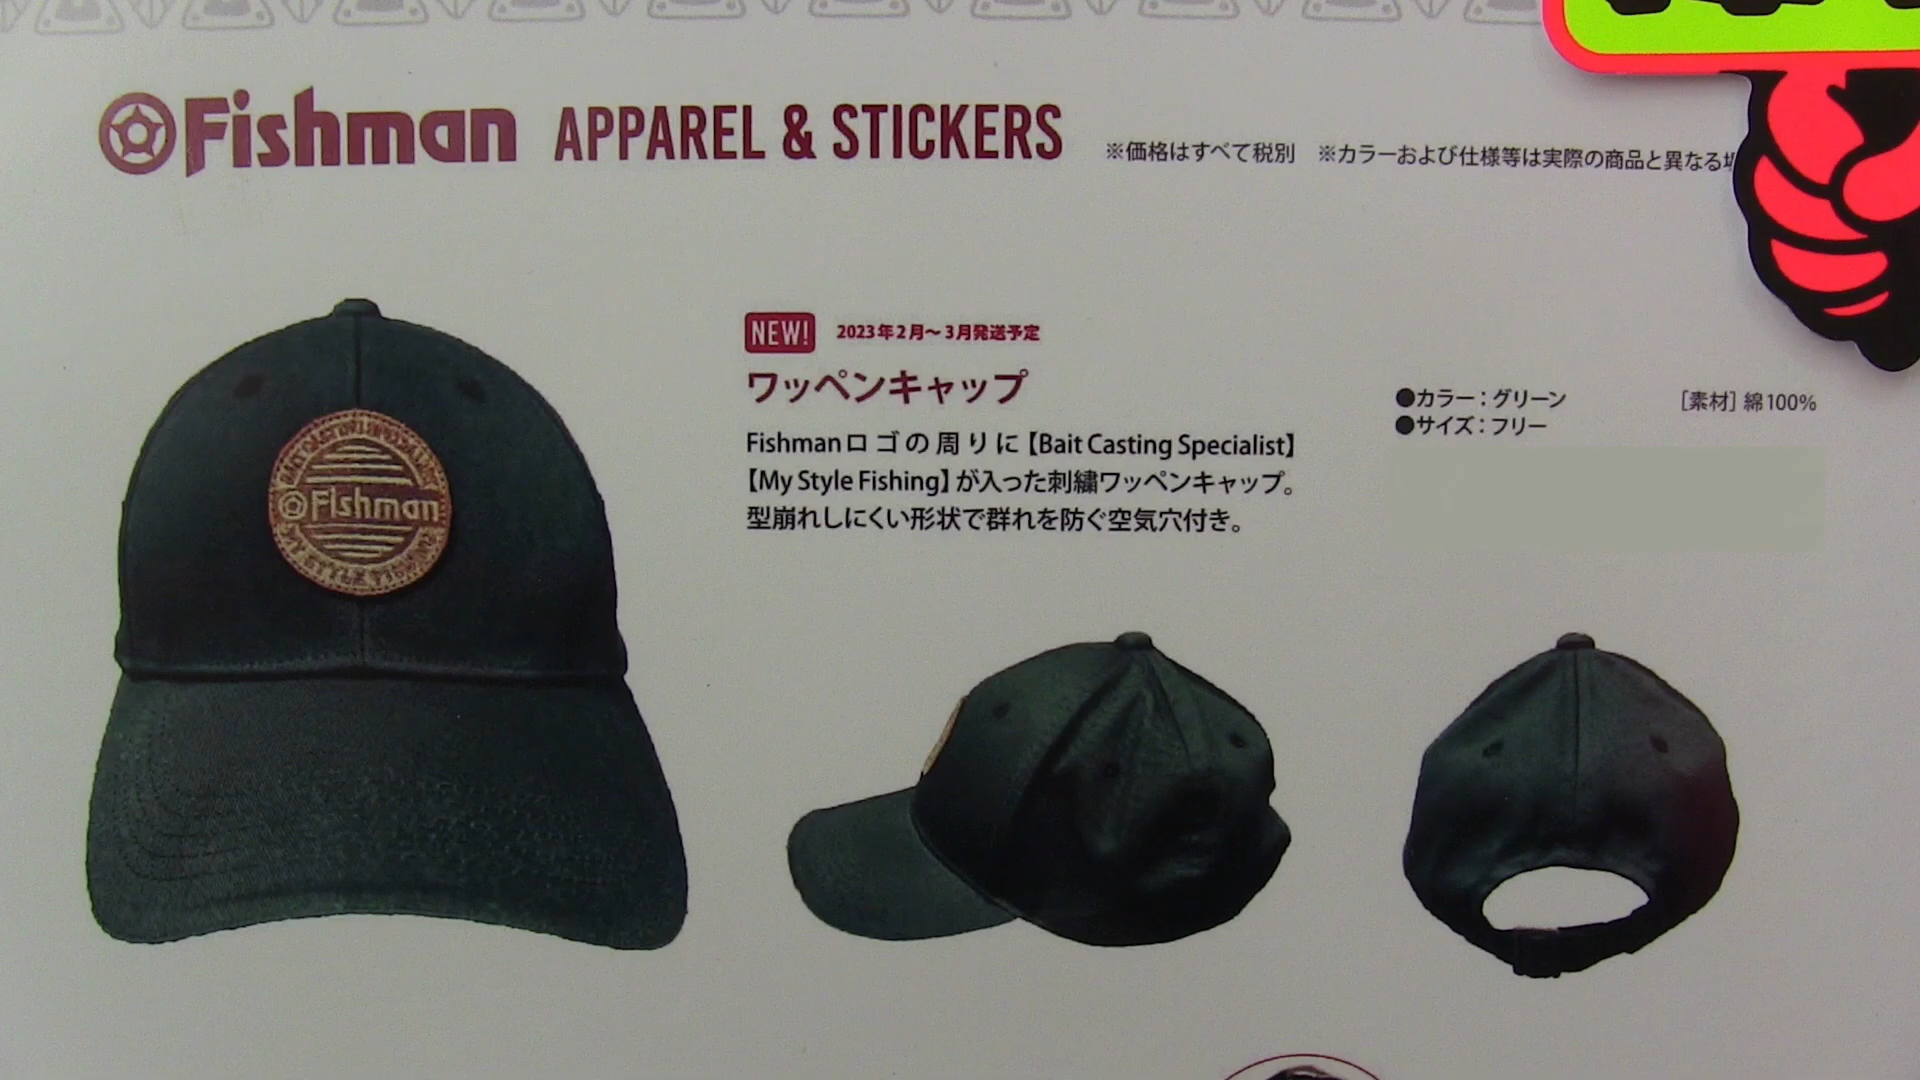 Fishman APPAREL & STICKERS ※価格はすべて税別 ※カラーおよび仕様等は実際の商品と異なる
NEW! 2023年2月～3月発送予定
ワッペンキャップ
Fishmanロゴの周りに【Bait Casting Specialist】
【My Style Fishing】が入った刺繍ワッペンキャップ。
型崩れしにくい形状で群れを防ぐ空気穴付き。
●カラー：グリーン [素材] 綿100%
●サイズ：フリー
Fishman
MY STYLE FISHING